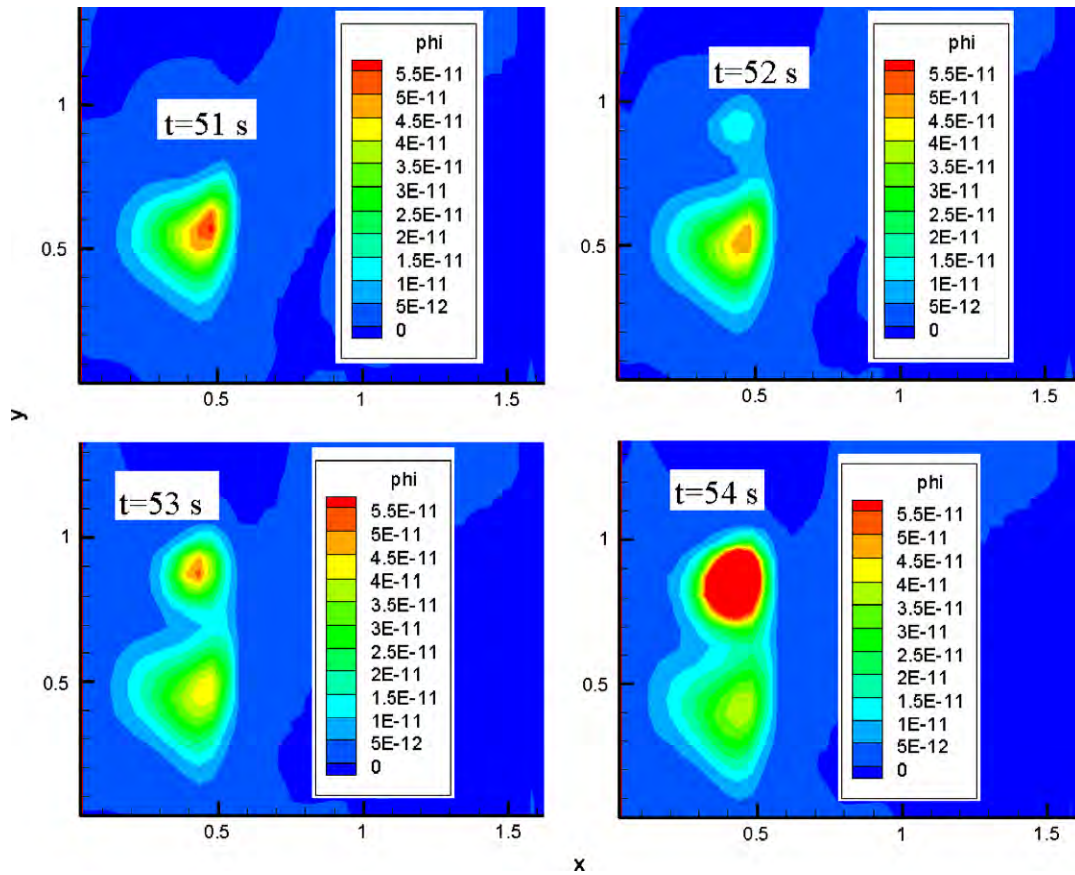 phi
5.5E-11
5E-11
4.5E-11
4E-11
3.5E-11
3E-11
2.5E-11
2E-11
1.5E-11
1E-11
5E-12
0
t=51 s
1
0.5
0.5
1
1.5
phi
5.5E-11
5E-11
4.5E-11
4E-11
3.5E-11
3E-11
2.5E-11
2E-11
1.5E-11
1E-11
5E-12
0
t=52 s
1
0.5
0.5
1
1.5
y
phi
5.5E-11
5E-11
4.5E-11
4E-11
3.5E-11
3E-11
2.5E-11
2E-11
1.5E-11
1E-11
5E-12
0
t=53 s
1
0.5
0.5
1
1.5
phi
5.5E-11
5E-11
4.5E-11
4E-11
3.5E-11
3E-11
2.5E-11
2E-11
1.5E-11
1E-11
5E-12
0
t=54 s
1
0.5
0.5
1
1.5
x